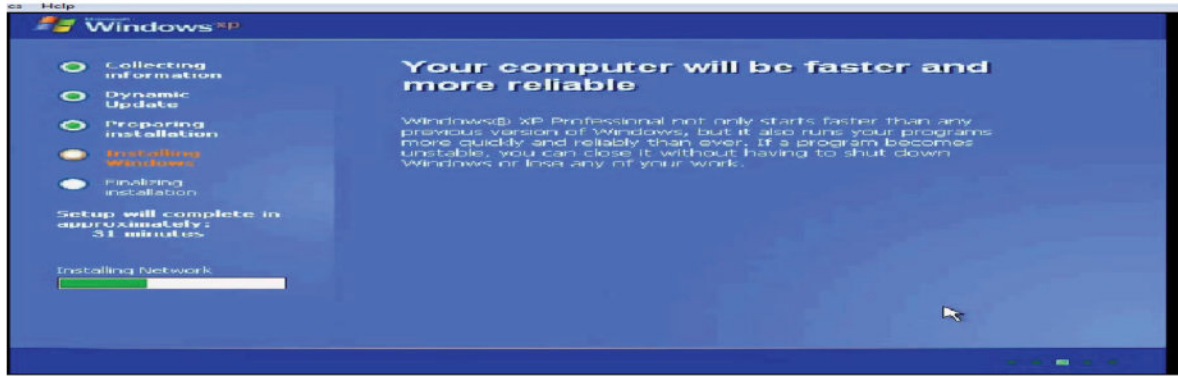 cs Help
Microsoft
Windows xp
Collecting
information
Dynamic
Update
Preparing
installation
Installing
Windows
Finalizing
installation
Setup will complete in
approximately:
31 minutes
Installing Network
Your computer will be faster and
more reliable
Windows® XP Professional not only starts faster than any
previous version of Windows, but it also runs your programs
more quickly and reliably than ever. If a program becomes
unstable, you can close it without having to shut down
Windows or lose any of your work.